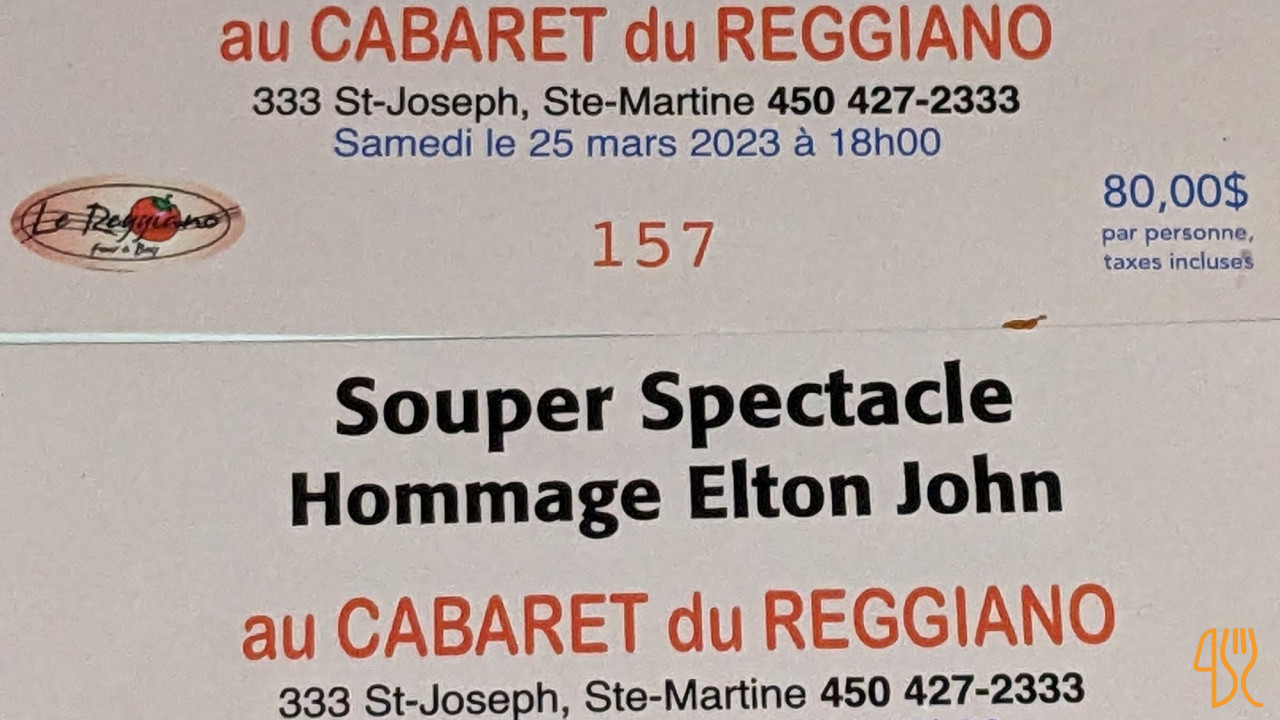 au CABARET du REGGIANO
333 St-Joseph, Ste-Martine 450 427-2333
Samedi le 25 mars 2023 à 18h00
80,00$
par personne,
taxes incluses
Le Reggiano
157
Souper Spectacle
Hommage Elton John
au CABARET du REGGIANO
333 St-Joseph, Ste-Martine 450 427-2333